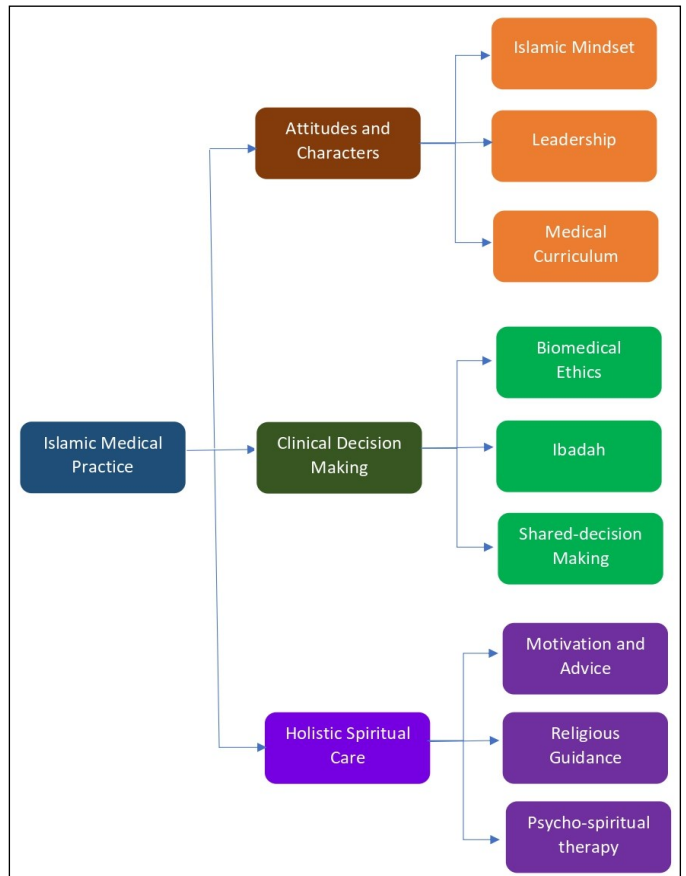 Islamic Medical
Practice
Attitudes and
Characters
Islamic Mindset
Leadership
Medical
Curriculum
Clinical Decision
Making
Biomedical
Ethics
Ibadah
Shared-decision
Making
Holistic Spiritual
Care
Motivation and
Advice
Religious
Guidance
Psycho-spiritual
therapy